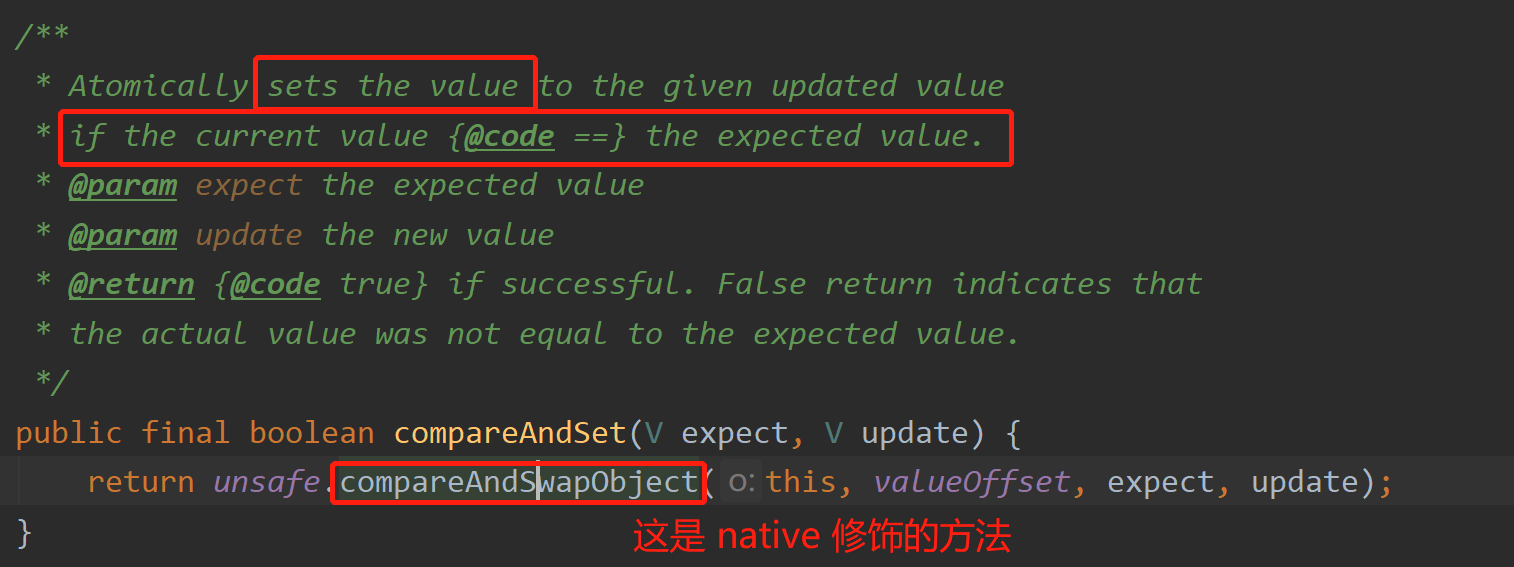 /**
* Atomically sets the value to the given updated value
* if the current value {@code ==} the expected value.
* @param expect the expected value
* @param update the new value
* @return {@code true} if successful. False return indicates that
* the actual value was not equal to the expected value.
*/
public final boolean compareAndSet(V expect, V update) {
return unsafe.compareAndSwapObject( o: this, valueOffset, expect, update);
这是 native 修饰的方法
}